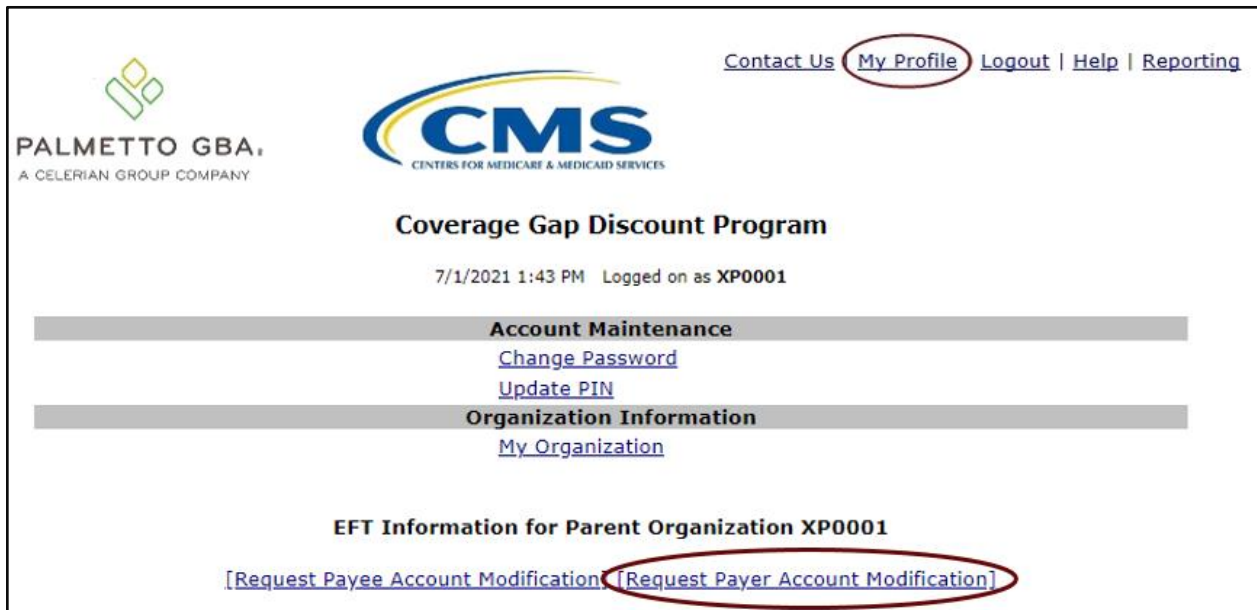 Contact Us My Profile Logout | Help | Reporting
PALMETTO GBA.
A CELERIAN GROUP COMPANY
CMS
CENTERS FOR MEDICARE & MEDICAID SERVICES
Coverage Gap Discount Program
7/1/2021 1:43 PM Logged on as XP0001
Account Maintenance
Change Password
Update PIN
Organization Information
My Organization
EFT Information for Parent Organization XP0001
[Request Payee Account Modification] [Request Payer Account Modification]